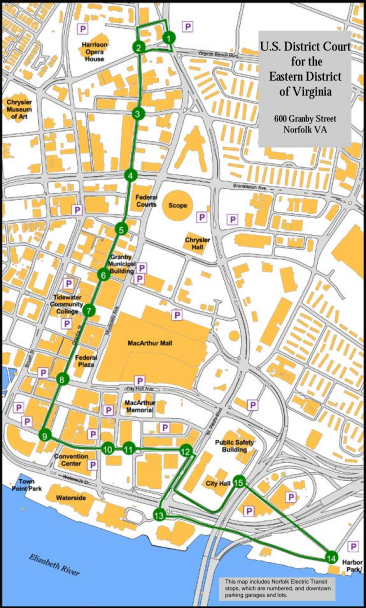 U.S. District Court
for the
Eastern District
of Virginia
600 Granby Street
Norfolk VA
P
P
1
2
Harrison
Opera
House
Virginia Beach Blvd.
Chrysler
Museum
of Art
3
4
Brambleton Ave.
Federal
Courts
Scope
P
P
P
5
Chrysler
Hall
Granby
Municipal
Building
P
P
6
P
Tidewater
Community
College
7
P
P
MacArthur Mall
Federal
Plaza
8
City Hall Ave.
P
P
P
MacArthur
Memorial
P
P
9
10
11
12
Public Safety
Building
Convention
Center
P
Waterside Dr.
City Hall
15
Town
Point Park
Waterside
13
P
14
Harbor
Park
P
Elizabeth River
This map includes Norfolk Electric Transit
stops, which are numbered, and downtown
parking garages and lots.